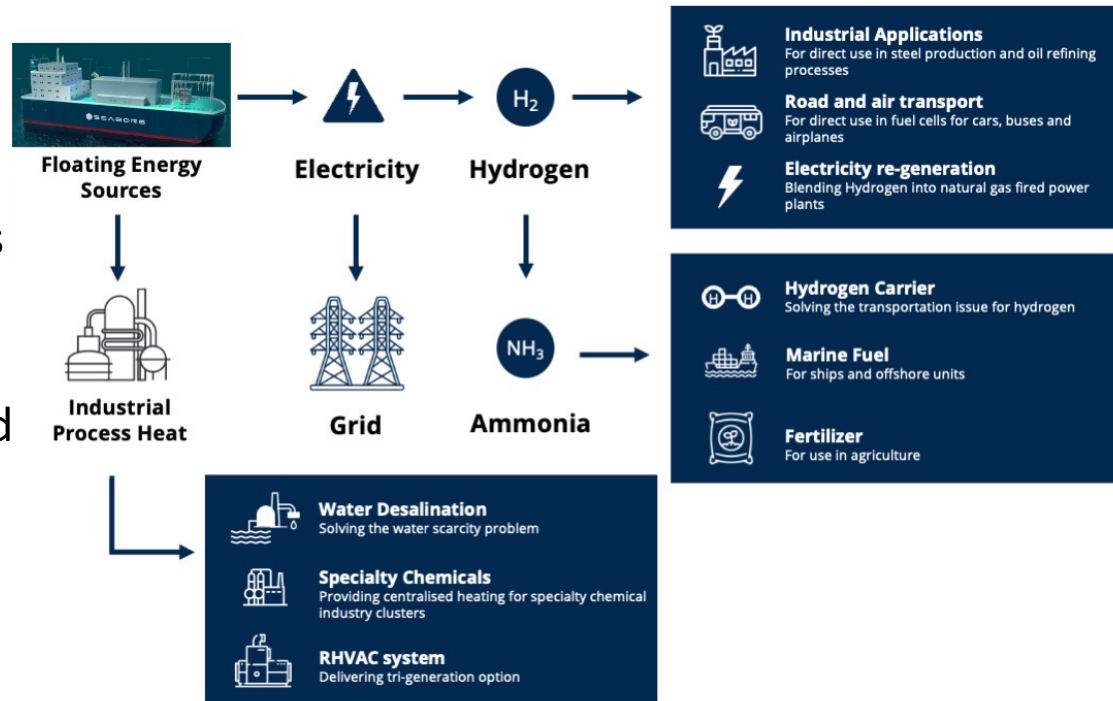 SEABORG
Floating Energy
Sources
Electricity
H₂
Hydrogen
Industrial Applications
For direct use in steel production and oil refining
processes
Road and air transport
For direct use in fuel cells for cars, buses and
airplanes
Electricity re-generation
Blending Hydrogen into natural gas fired power
plants
s
Industrial
Process Heat
d
Grid
NH₃
Ammonia
H H
Hydrogen Carrier
Solving the transportation issue for hydrogen
Marine Fuel
For ships and offshore units
Fertilizer
For use in agriculture
Water Desalination
Solving the water scarcity problem
Specialty Chemicals
Providing centralised heating for specialty chemical
industry clusters
RHVAC system
Delivering tri-generation option